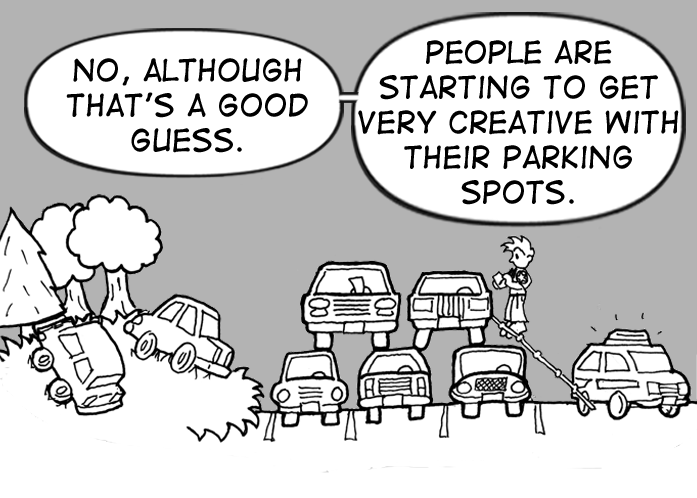 NO, ALTHOUGH
THAT'S A GOOD
GUESS.
PEOPLE ARE
STARTING TO GET
VERY CREATIVE WITH
THEIR PARKING
SPOTS.